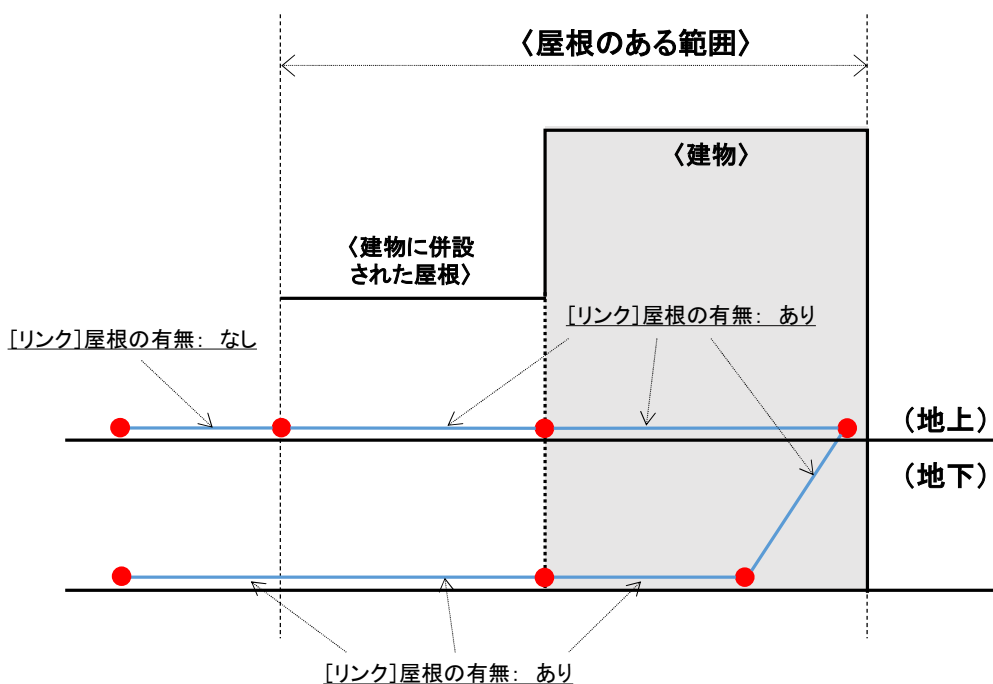 〈屋根のある範囲〉
〈建物〉
〈建物に併設
された屋根〉
[リンク]屋根の有無： あり
[リンク]屋根の有無： なし
（地上）
（地下）
[リンク]屋根の有無： あり